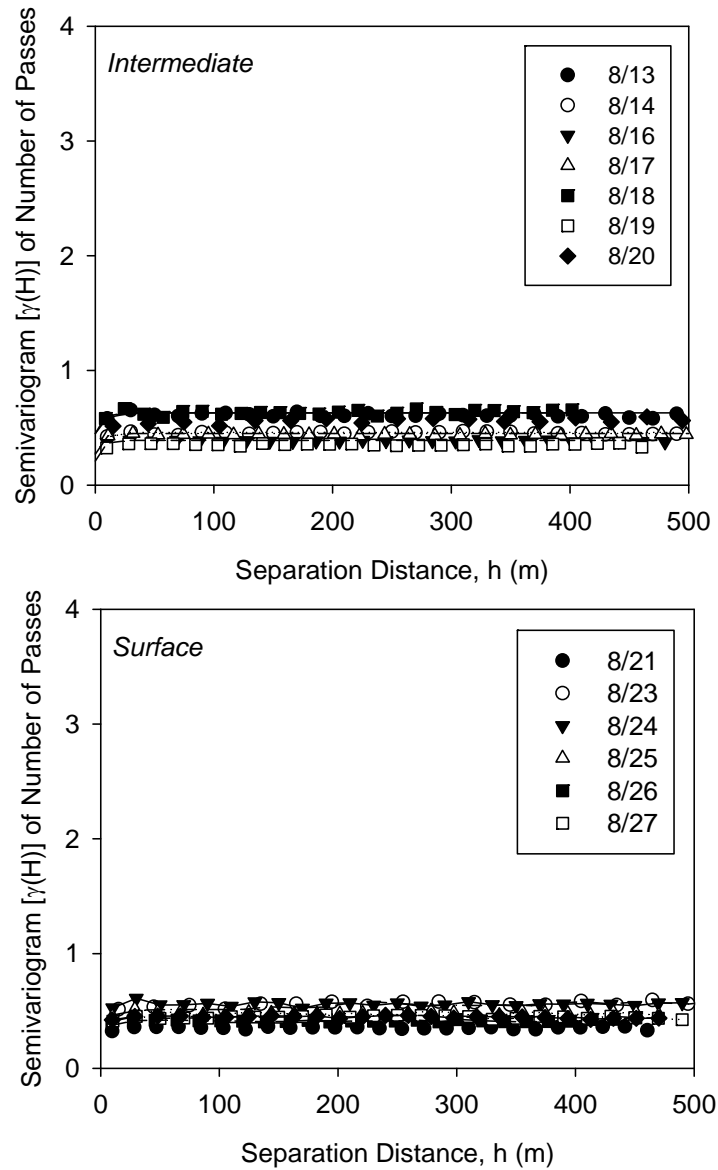 Semivariogram [γ(H)] of Number of Passes
4
3
2
1
0
Intermediate
8/13
8/14
8/16
8/17
8/18
8/19
8/20
0 100 200 300 400 500
Separation Distance, h (m)
Semivariogram [γ(H)] of Number of Passes
4
3
2
1
0
Surface
8/21
8/23
8/24
8/25
8/26
8/27
0 100 200 300 400 500
Separation Distance, h (m)